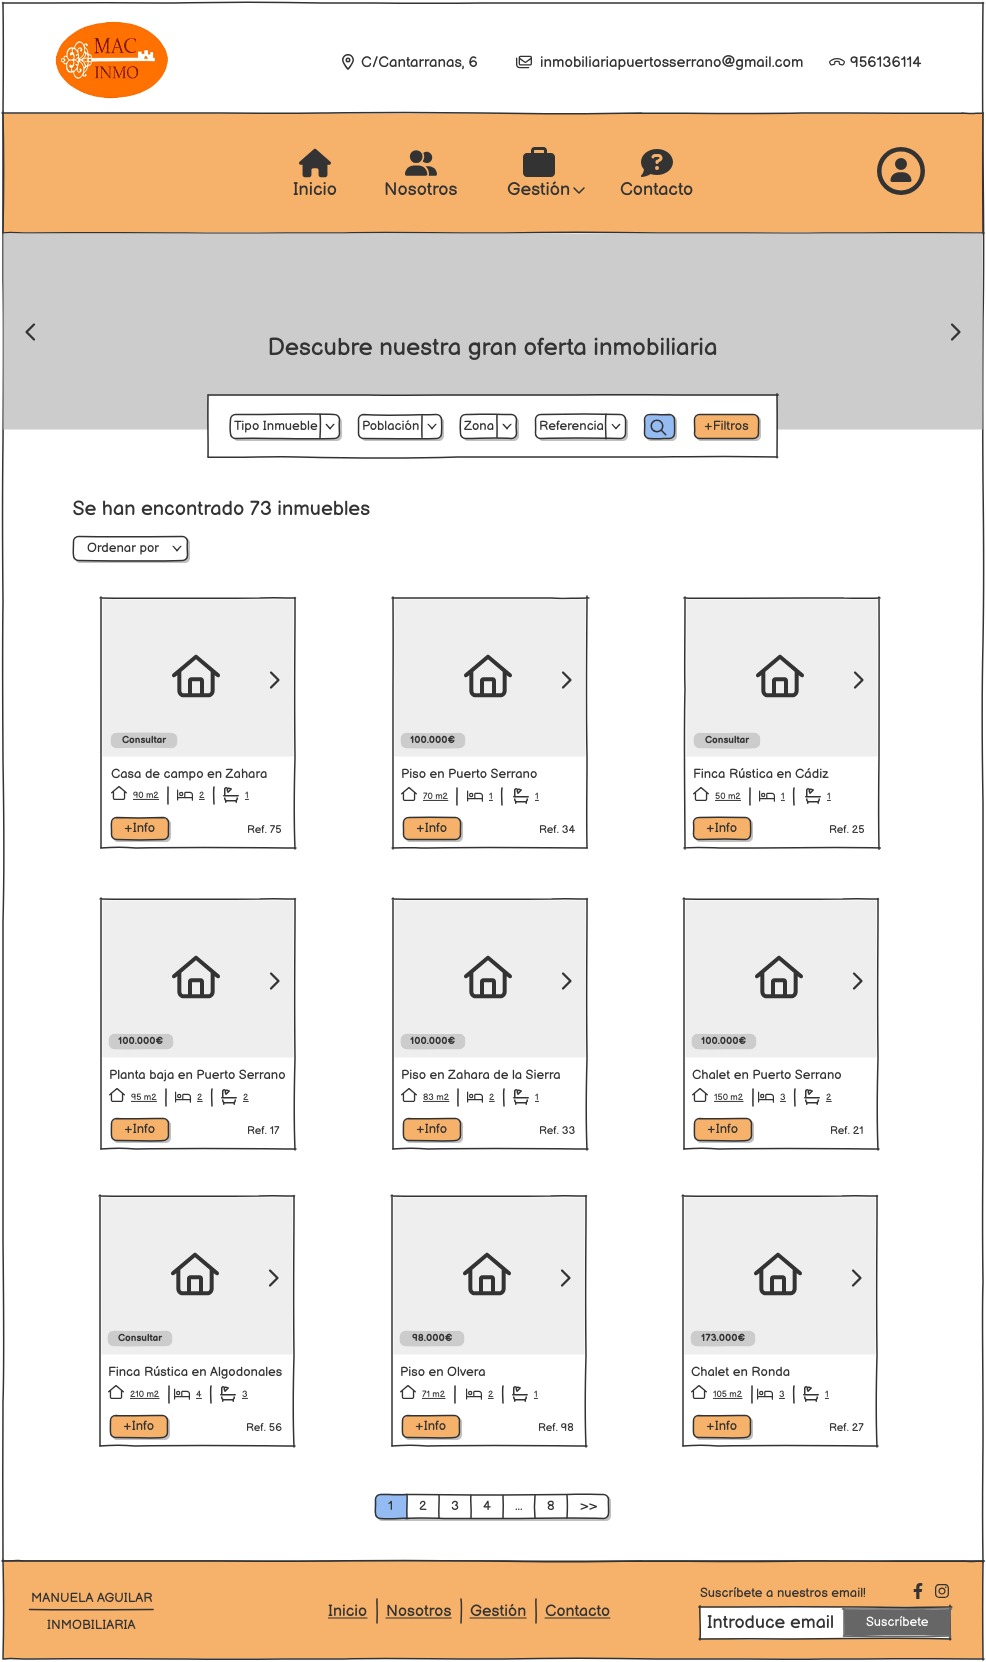 MAC
INMO
C/Cantarranas, 6
inmobiliariapuertosserrano@gmail.com
956136114
Inicio
Nosotros
Gestión
Contacto
Descubre nuestra gran oferta inmobiliaria
Tipo Inmueble
Población
Zona
Referencia
+Filtros
Se han encontrado 73 inmuebles
Ordenar por
Consultar
Casa de campo en Zahara
90 m2 2 1
+Info Ref. 75
100.000€
Piso en Puerto Serrano
70 m2 1 1
+Info Ref. 34
Consultar
Finca Rústica en Cádiz
50 m2 1 1
+Info Ref. 25
100.000€
Planta baja en Puerto Serrano
95 m2 2 2
+Info Ref. 17
100.000€
Piso en Zahara de la Sierra
83 m2 2 1
+Info Ref. 33
100.000€
Chalet en Puerto Serrano
150 m2 3 2
+Info Ref. 21
Consultar
Finca Rústica en Algodonales
210 m2 4 3
+Info Ref. 56
98.000€
Piso en Olvera
71 m2 2 1
+Info Ref. 98
173.000€
Chalet en Ronda
105 m2 3 1
+Info Ref. 27
1 2 3 4 ... 8 >>
MANUELA AGUILAR
INMOBILIARIA
Inicio Nosotros Gestión Contacto
Suscríbete a nuestros email!
Introduce email Suscríbete